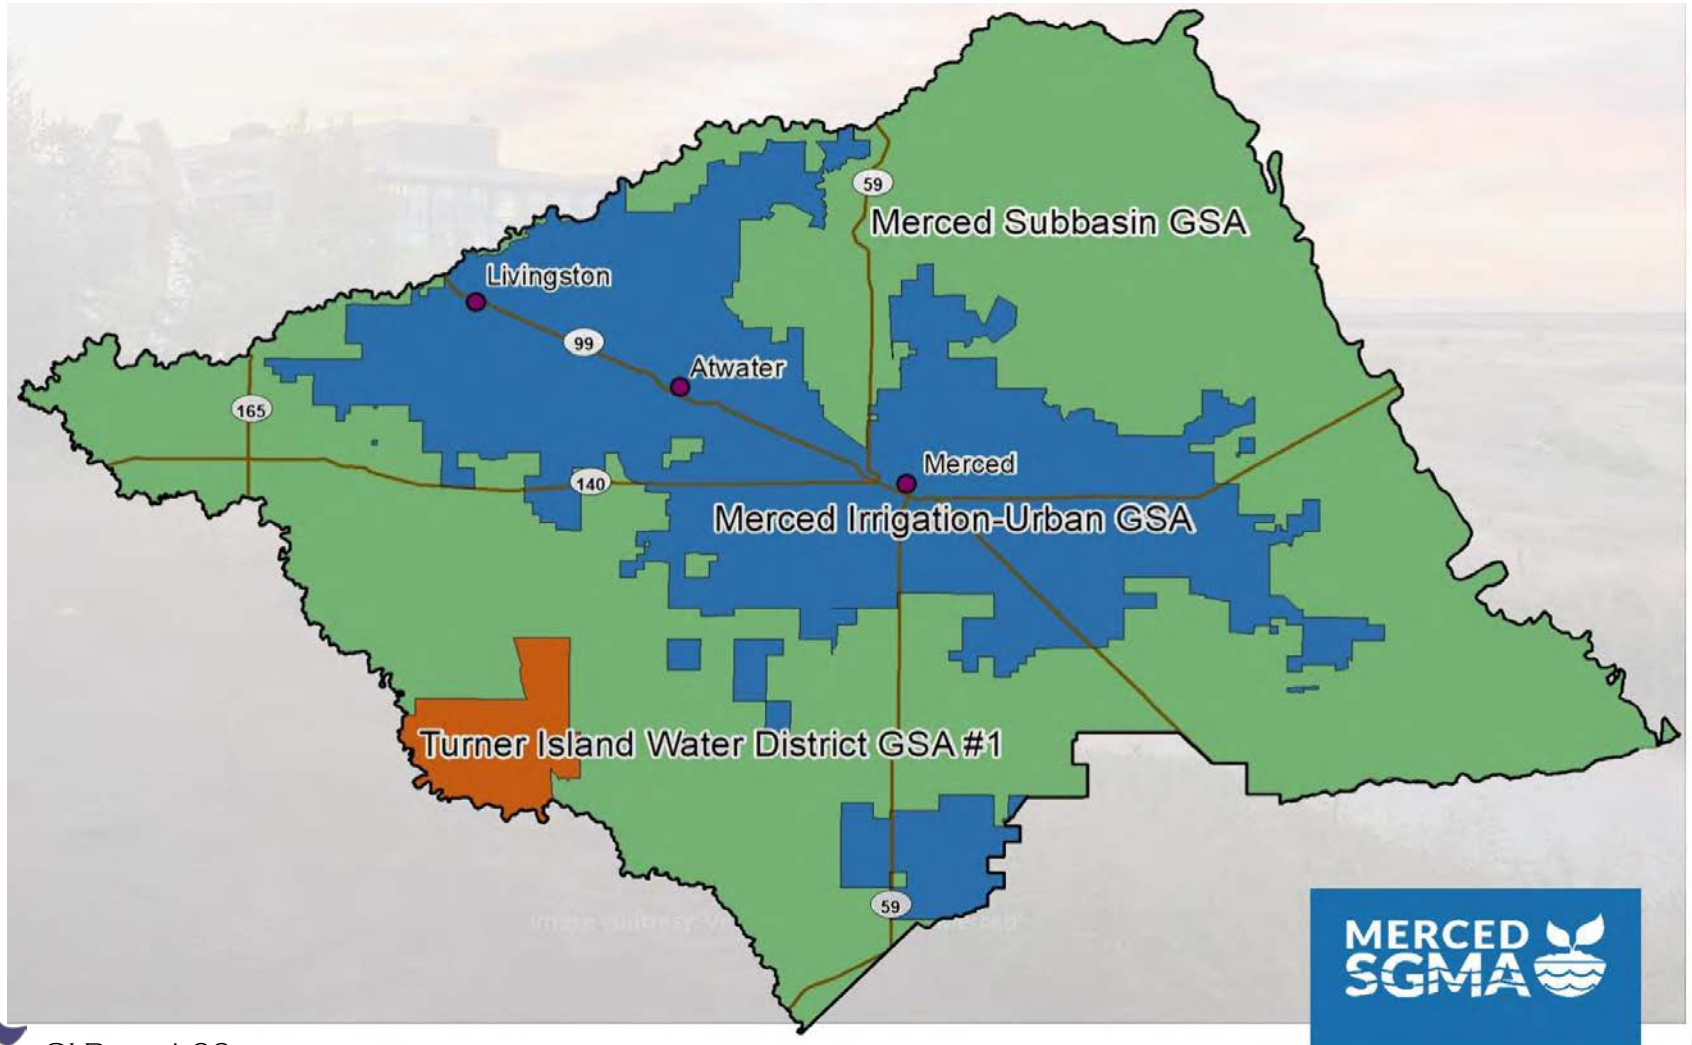 59
Merced Subbasin GSA
Livingston
99
Atwater
165
Merced
140
Merced Irrigation-Urban GSA
Turner Island Water District GSA #1
59
MERCED
SGMA